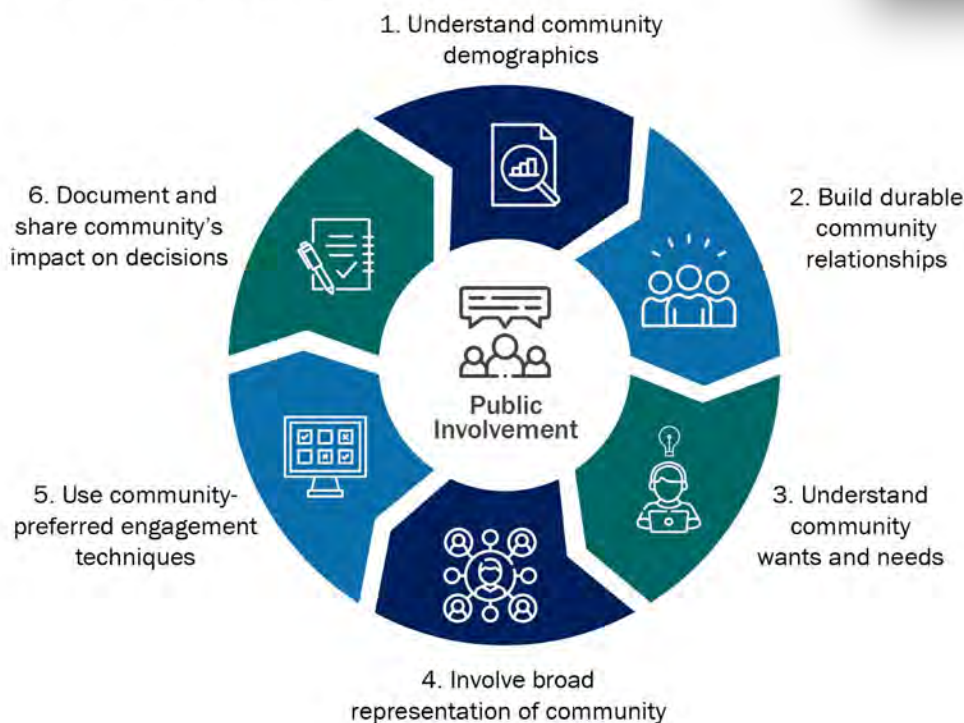 1. Understand community
demographics
2. Build durable
community
relationships
3. Understand
community
wants and needs
4. Involve broad
representation of community
5. Use community-
preferred engagement
techniques
6. Document and
share community’s
impact on decisions
Public
Involvement